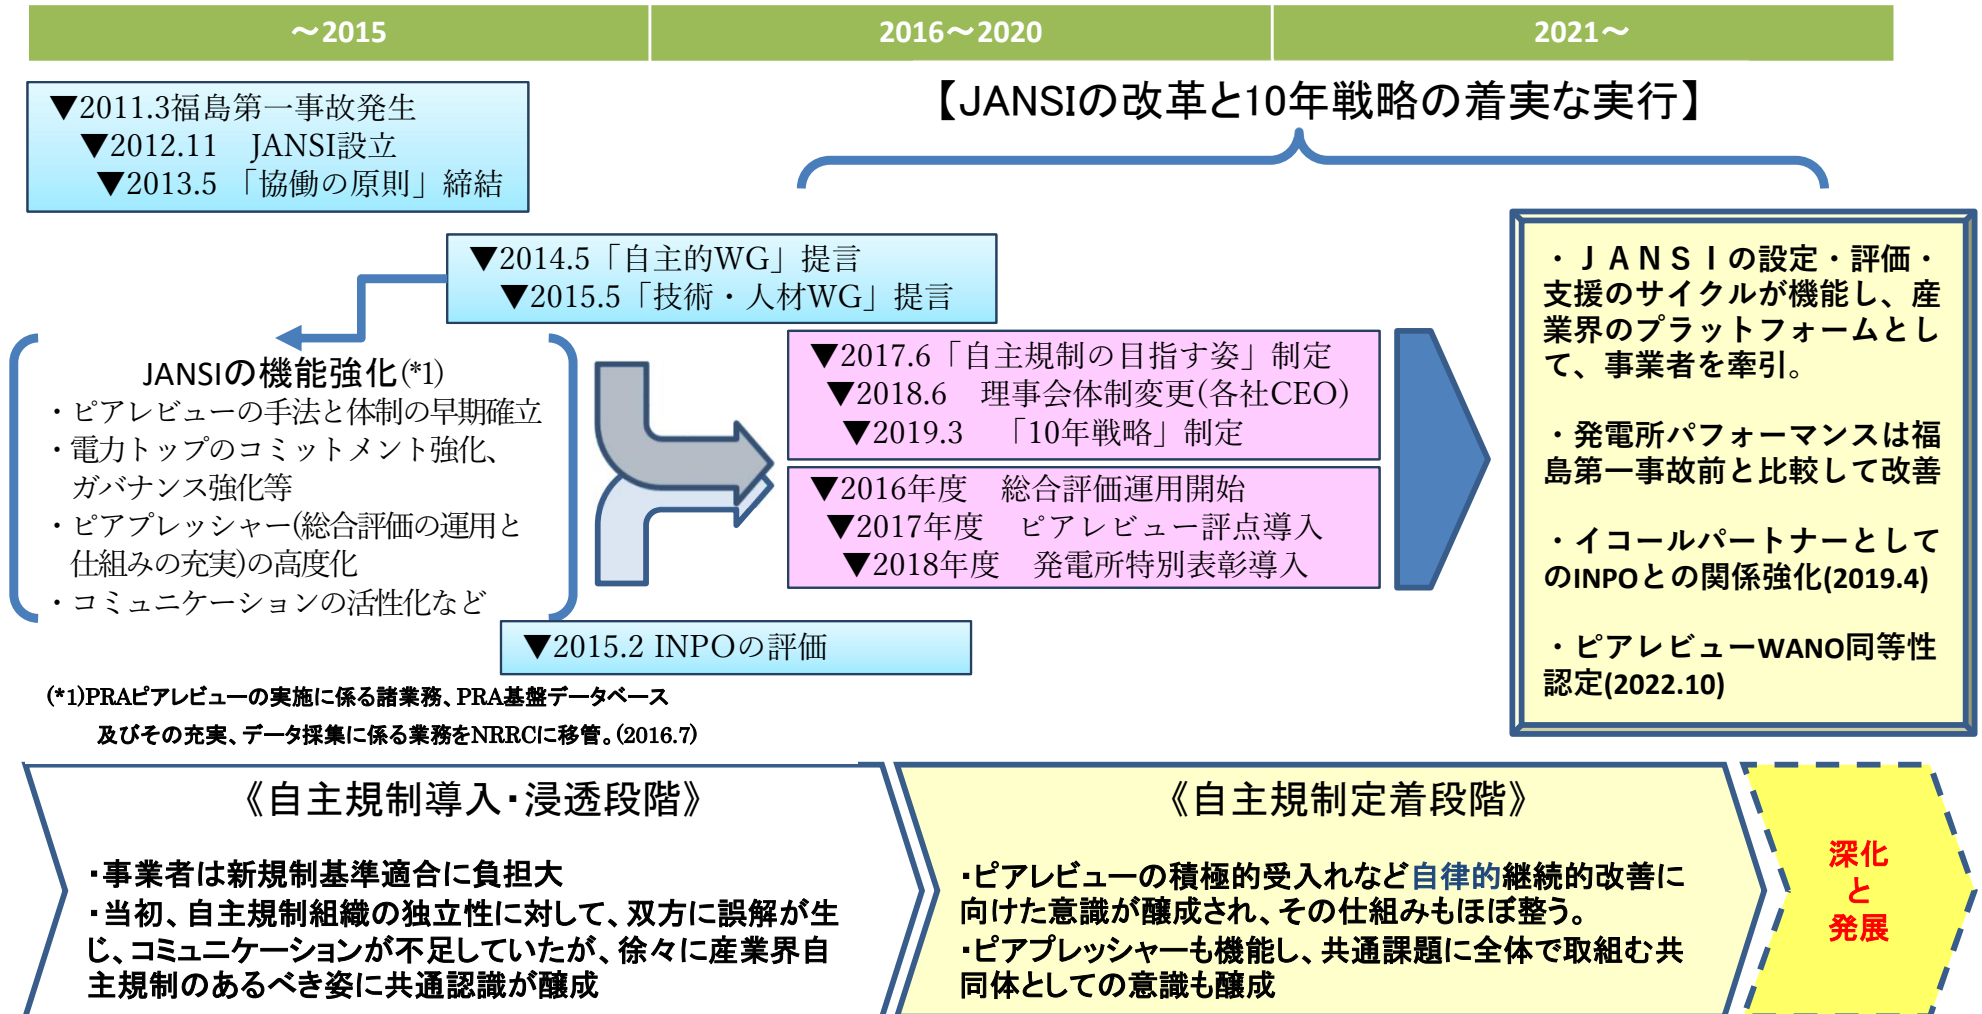 ～2015
2016～2020
2021～
【JANSIの改革と10年戦略の着実な実行】
▼2011.3福島第一事故発生
▼2012.11　JANSI設立
▼2013.5 「協働の原則」締結
▼2014.5「自主的WG」提言
▼2015.5「技術・人材WG」提言
JANSIの機能強化(*1)
・ピアレビューの手法と体制の早期確立
・電力トップのコミットメント強化、
ガバナンス強化等
・ピアプレッシャー(総合評価の運用と
仕組みの充実)の高度化
・コミュニケーションの活性化など
▼2015.2 INPOの評価
(*1)PRAピアレビューの実施に係る諸業務、PRA基盤データベース
及びその充実、データ採集に係る業務をNRRCに移管。(2016.7)
▼2017.6「自主規制の目指す姿」制定
▼2018.6　理事会体制変更(各社CEO)
▼2019.3　「10年戦略」制定
▼2016年度　総合評価運用開始
▼2017年度　ピアレビュー評点導入
▼2018年度　発電所特別表彰導入
・ＪＡＮＳＩの設定・評価・
支援のサイクルが機能し、産
業界のプラットフォームとし
て、事業者を牽引。
・発電所パフォーマンスは福
島第一事故前と比較して改善
・イコールパートナーとして
のINPOとの関係強化(2019.4)
・ピアレビューWANO同等性
認定(2022.10)
《自主規制導入・浸透段階》
・事業者は新規制基準適合に負担大
・当初、自主規制組織の独立性に対して、双方に誤解が生
じ、コミュニケーションが不足していたが、徐々に産業界自
主規制のあるべき姿に共通認識が醸成
《自主規制定着段階》
・ピアレビューの積極的受入れなど自律的継続的改善に
向けた意識が醸成され、その仕組みもほぼ整う。
・ピアプレッシャーも機能し、共通課題に全体で取組む共
同体としての意識も醸成
深化
と
発展